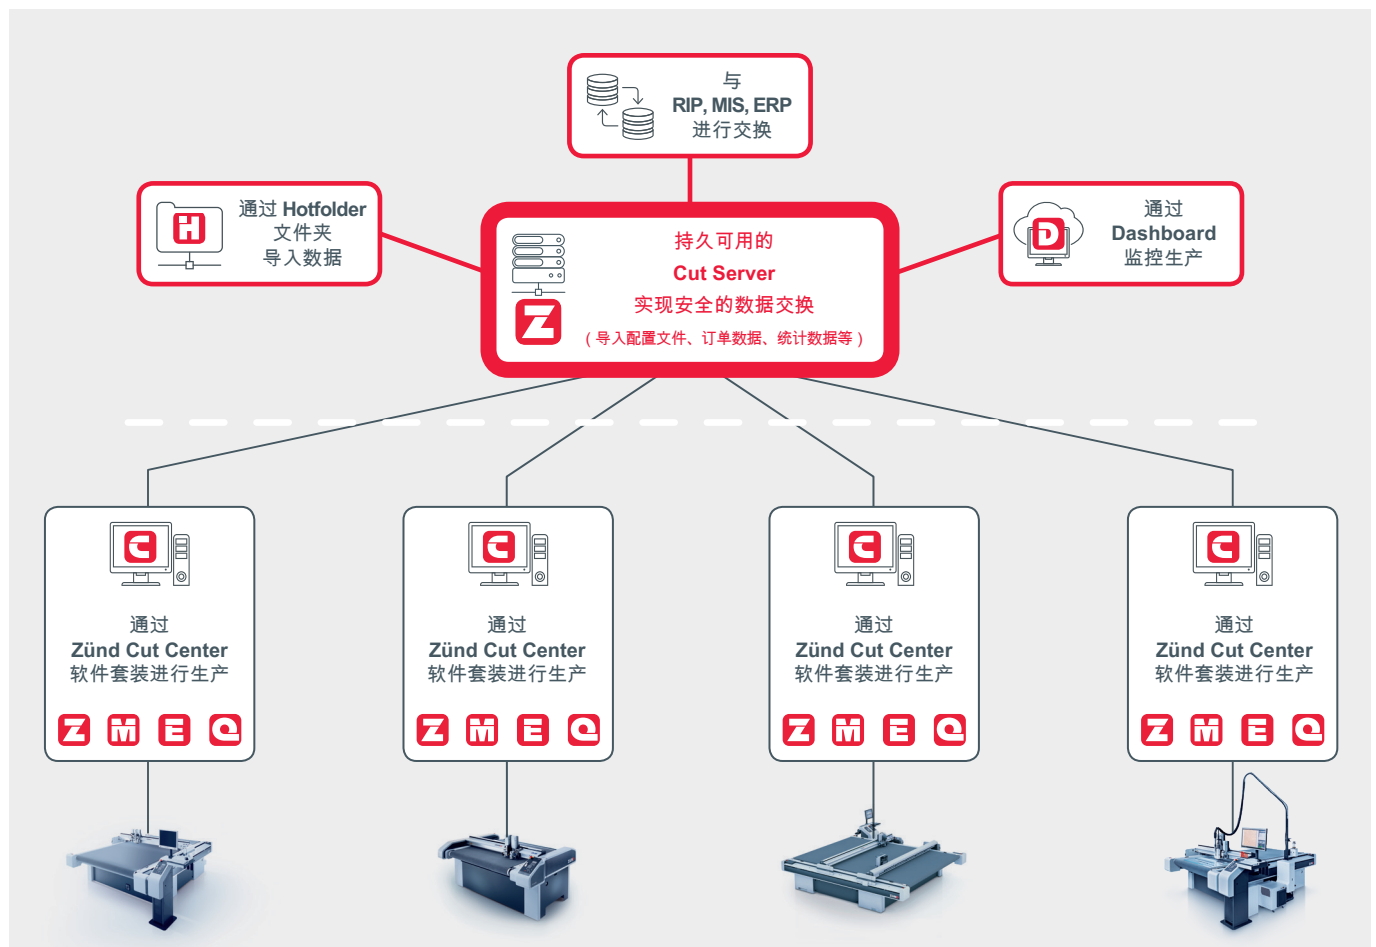 与
RIP, MIS, ERP
进行交换
通过 Hotfolder
文件夹
导入数据
H
通过
Dashboard
监控生产
D
持久可用的
Cut Server
实现安全的数据交换
（导入配置文件、订单数据、统计数据等）
Z
C
通过
Zünd Cut Center
软件套装进行生产
Z M E Q
C
通过
Zünd Cut Center
软件套装进行生产
Z M E Q
C
通过
Zünd Cut Center
软件套装进行生产
Z M E Q
C
通过
Zünd Cut Center
软件套装进行生产
Z M E Q